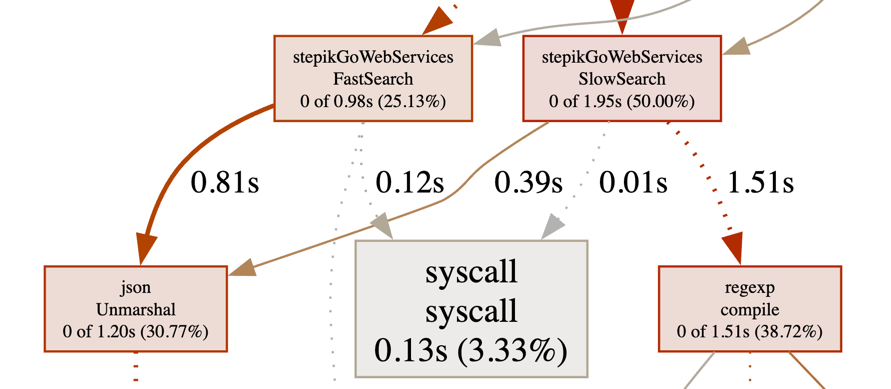 stepikGoWebServices
FastSearch
0 of 0.98s (25.13%)
stepikGoWebServices
SlowSearch
0 of 1.95s (50.00%)
0.81s
0.12s
0.39s
0.01s
1.51s
json
Unmarshal
0 of 1.20s (30.77%)
syscall
syscall
0.13s (3.33%)
regexp
compile
0 of 1.51s (38.72%)